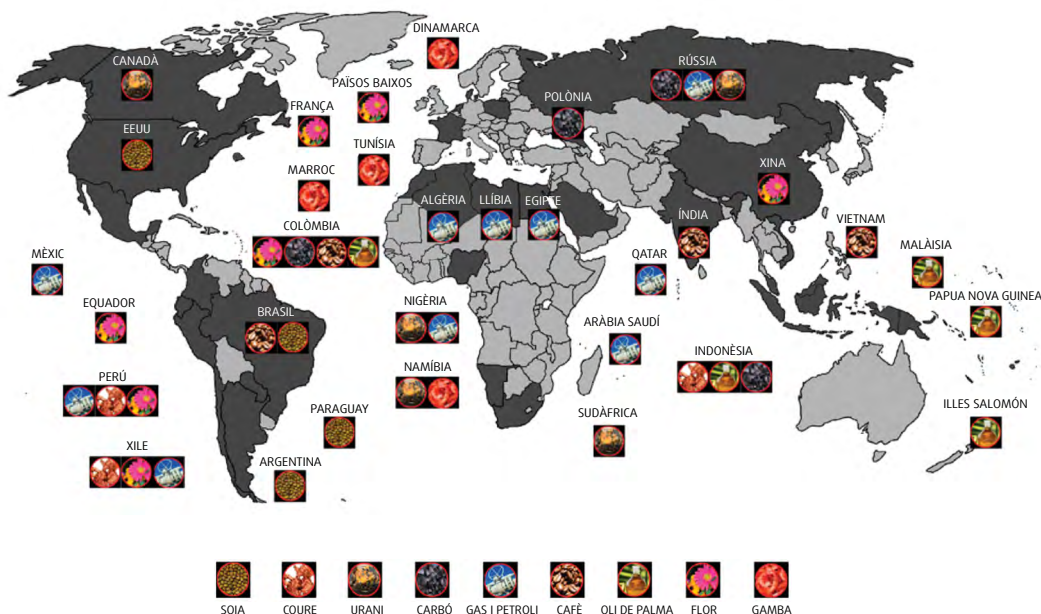 DINAMARCA
CANADÀ
RÚSSIA
PAÏSOS BAIXOS
POLÒNIA
FRANÇA
EEUU
TUNÍSIA
XINA
MARROC
ALGÈRIA
LLÍBIA
EGIPTE
ÍNDIA
VIETNAM
COLÒMBIA
MÈXIC
QATAR
MALÀISIA
PAPUA NOVA GUINEA
EQUADOR
BRASIL
NIGÈRIA
ARÀBIA SAUDÍ
INDONÈSIA
PERÚ
NAMÍBIA
PARAGUAY
SUDÀFRICA
ILLES SALOMÓN
XILE
ARGENTINA
SOIA
COURE
URANI
CARBÓ
GAS I PETROLI
CAFÈ
OLI DE PALMA
FLOR
GAMBA